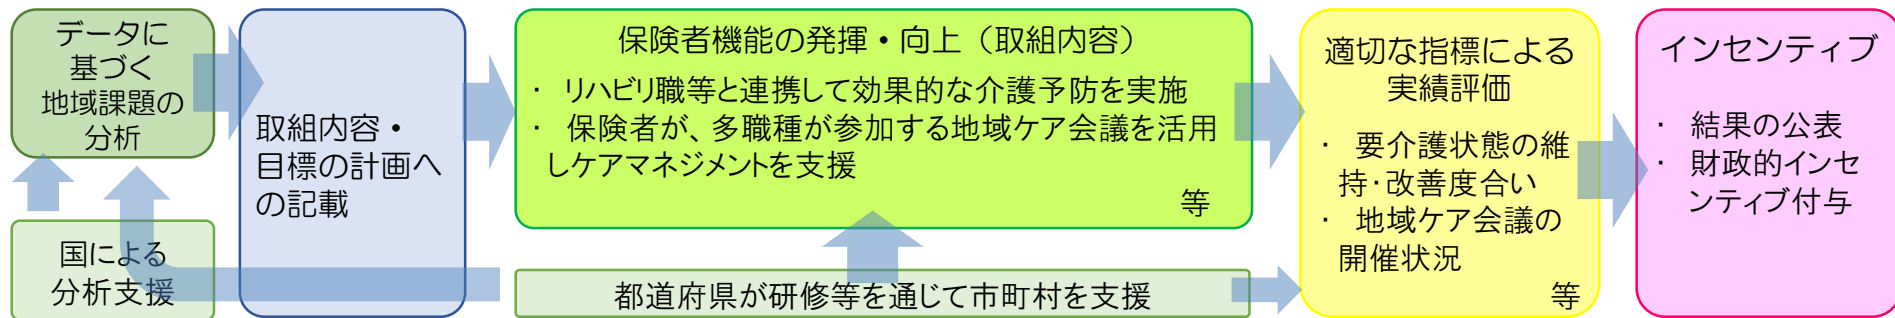 データに
基づく
地域課題の
分析
国による
分析支援
取組内容・
目標の計画へ
の記載
保険者機能の発揮・向上（取組内容）
・ リハビリ職等と連携して効果的な介護予防を実施
・ 保険者が、多職種が参加する地域ケア会議を活用
しケアマネジメントを支援
等
都道府県が研修等を通じて市町村を支援
適切な指標による
実績評価
・ 要介護状態の維
持・改善度合い
・ 地域ケア会議の
開催状況
等
インセンティブ
・ 結果の公表
・ 財政的インセ
ンティブ付与